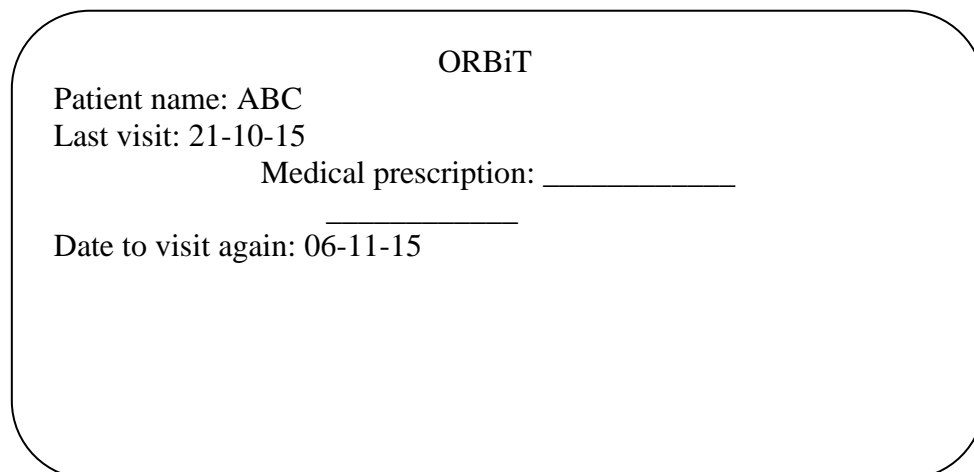 ORBiT
Patient name: ABC
Last visit: 21-10-15
Medical prescription: ____________
____________
Date to visit again: 06-11-15